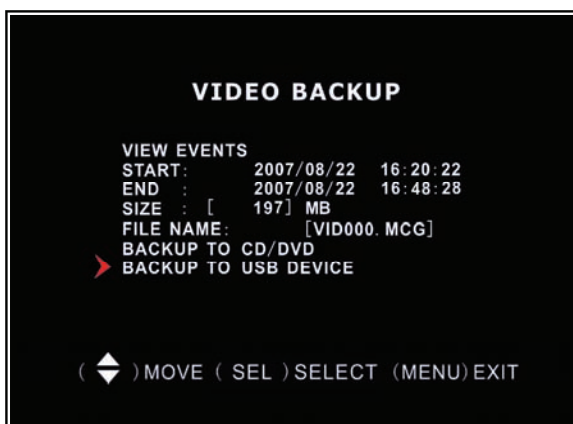 VIDEO BACKUP
VIEW EVENTS
START: 2007/08/22 16:20:22
END : 2007/08/22 16:48:28
SIZE : [ 197] MB
FILE NAME: [VID000.MCG]
BACKUP TO CD/DVD
BACKUP TO USB DEVICE
( )MOVE ( SEL )SELECT (MENU)EXIT